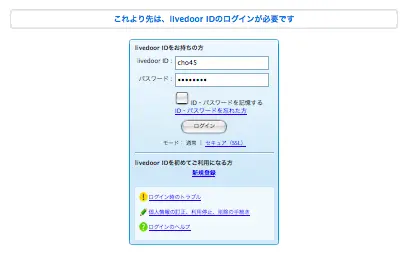 これより先は、livedoor IDのログインが必要です
livedoor IDをお持ちの方
livedoor ID： cho45
パスワード： ••••••••
ID・パスワードを記憶する
ID・パスワードを忘れた方
ログイン
モード： 通常 | セキュア（SSL）
livedoor IDを初めてご利用になる方
新規登録
ログイン時のトラブル
個人情報の訂正、利用停止、削除の手続き
ログインのヘルプ